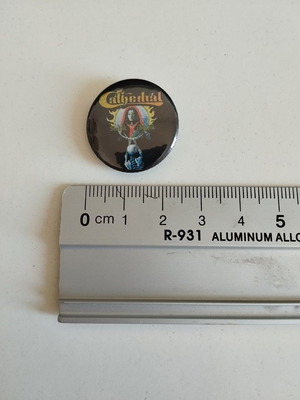 Cathedral
0 cm 1 2 3 4 5
R-931 ALUMINUM ALLO